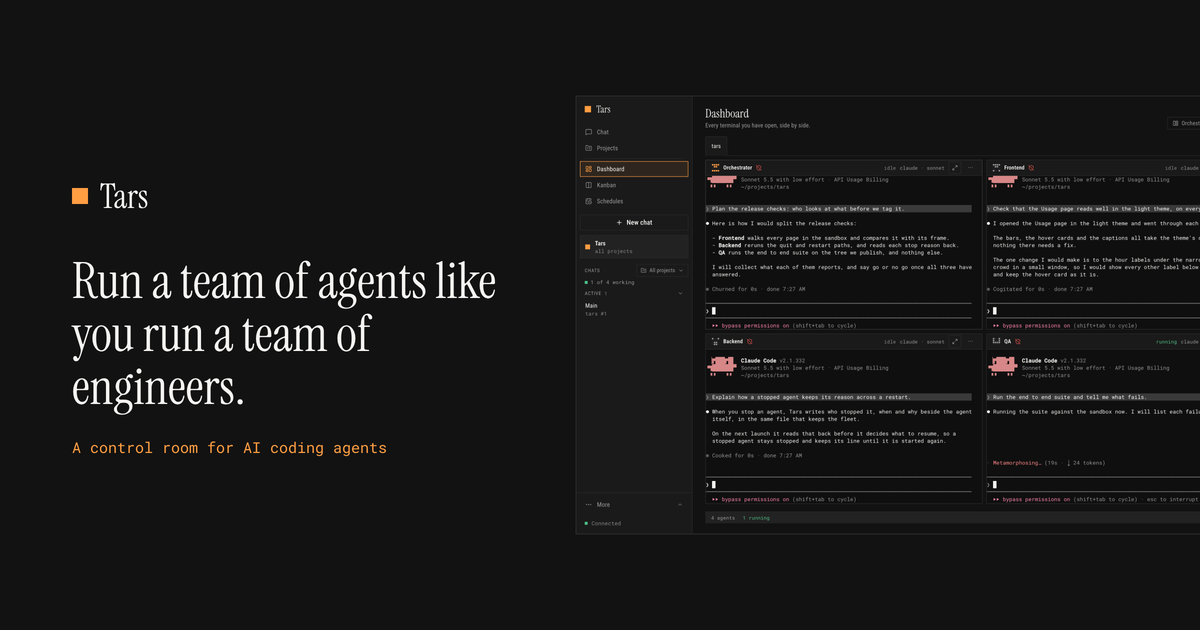 Tars
Run a team of agents like
you run a team of
engineers.
A control room for AI coding agents
Tars
Chat
Projects
Dashboard
Kanban
Schedules
+ New chat
Tars
all projects
CHATS
All projects
1 of 4 working
ACTIVE 1
Main
tars #1
More
Connected
Dashboard
Every terminal you have open, side by side.
tars
Orchestrator
idle claude · sonnet
Sonnet 5.5 with low effort · API Usage Billing
~/projects/tars
❯ Plan the release checks: who looks at what before we tag it.
● Here is how I would split the release checks:
- Frontend walks every page in the sandbox and compares it with its frame.
- Backend reruns the quit and restart paths, and reads each stop reason back.
- QA runs the end to end suite on the tree we publish, and nothing else.
I will collect what each of them reports, and say go or no go once all three have
answered.
Churned for 0s · done 7:27 AM
❯
▸▸ bypass permissions on (shift+tab to cycle)
Frontend
idle claude
Sonnet 5.5 with low effort · API Usage Billing
~/projects/tars
❯ Check that the Usage page reads well in the light theme, on every
● I opened the Usage page in the light theme and went through each
The bars, the hover cards and the captions all take the theme's
nothing there needs a fix.
The one change I would make is to the hour labels under the
crowd in a small window, so I would show every other label below
and keep the hover card as it is.
Cogitated for 0s · done 7:27 AM
❯
▸▸ bypass permissions on (shift+tab to cycle)
Backend
idle claude · sonnet
Claude Code v2.1.332
Sonnet 5.5 with low effort · API Usage Billing
~/projects/tars
❯ Explain how a stopped agent keeps its reason across a restart.
● When you stop an agent, Tars writes who stopped it, when and why beside the agent
itself, in the same file that keeps the fleet.
On the next launch it reads that back before it decides what to resume, so a
stopped agent stays stopped and keeps its line until it is started again.
Cooked for 0s · done 7:27 AM
❯
▸▸ bypass permissions on (shift+tab to cycle)
QA
running claude
Claude Code v2.1.332
Sonnet 5.5 with low effort · API Usage Billing
~/projects/tars
❯ Run the end to end suite and tell me what fails.
● Running the suite against the sandbox now. I will list each
Metamorphosing… (19s · ↓ 24 tokens)
❯
▸▸ bypass permissions on (shift+tab to cycle) · esc to interrupt
4 agents · 1 running